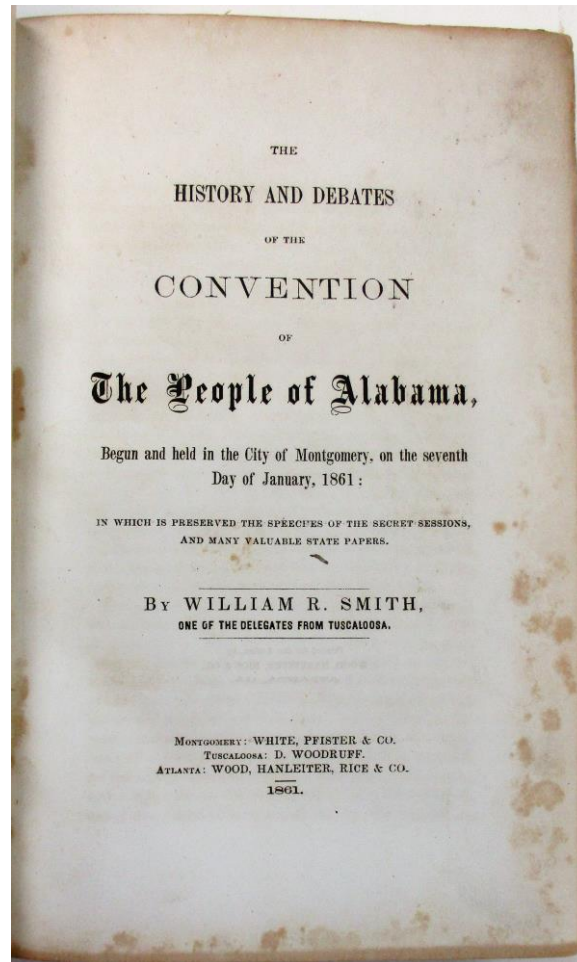 THE
HISTORY AND DEBATES
OF THE
CONVENTION
OF
The People of Alabama,
Begun and held in the City of Montgomery, on the seventh
Day of January, 1861:
IN WHICH IS PRESERVED THE SPEECHES OF THE SECRET SESSIONS,
AND MANY VALUABLE STATE PAPERS.
BY WILLIAM R. SMITH,
ONE OF THE DELEGATES FROM TUSCALOOSA.
MONTGOMERY: WHITE, PFISTER & CO.
TUSCALOOSA: D. WOODRUFF.
ATLANTA: WOOD, HANLEITER, RICE & CO.
1861.